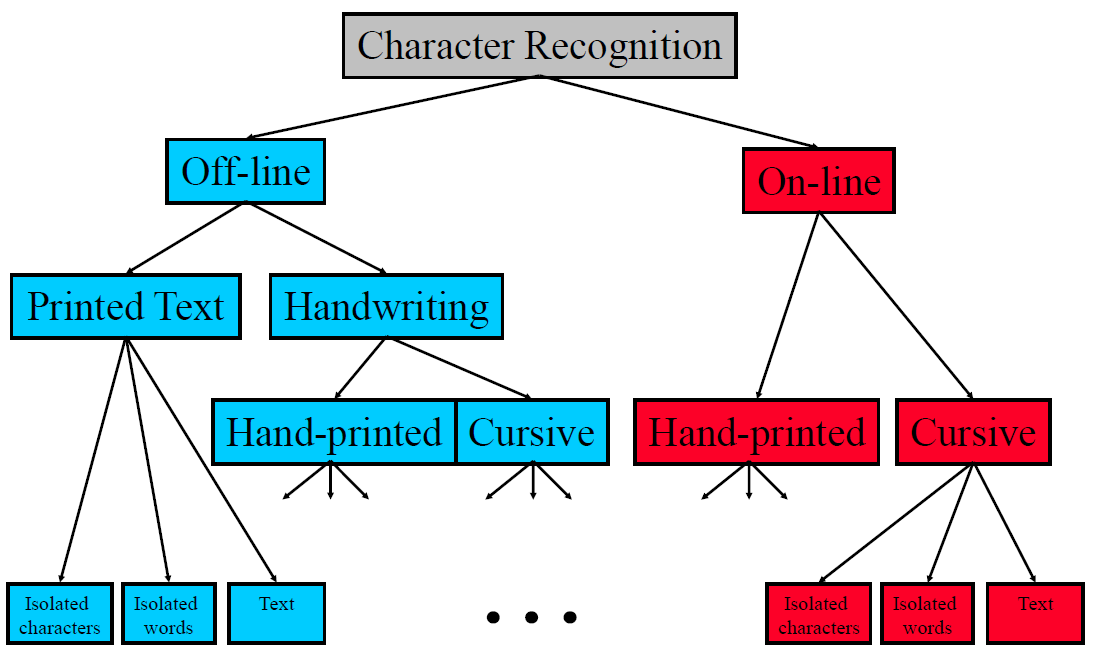 Character Recognition
Off-line
On-line
Printed Text
Handwriting
Hand-printed
Cursive
Hand-printed
Cursive
Isolated
characters
Isolated
words
Text
• • •
Isolated
characters
Isolated
words
Text